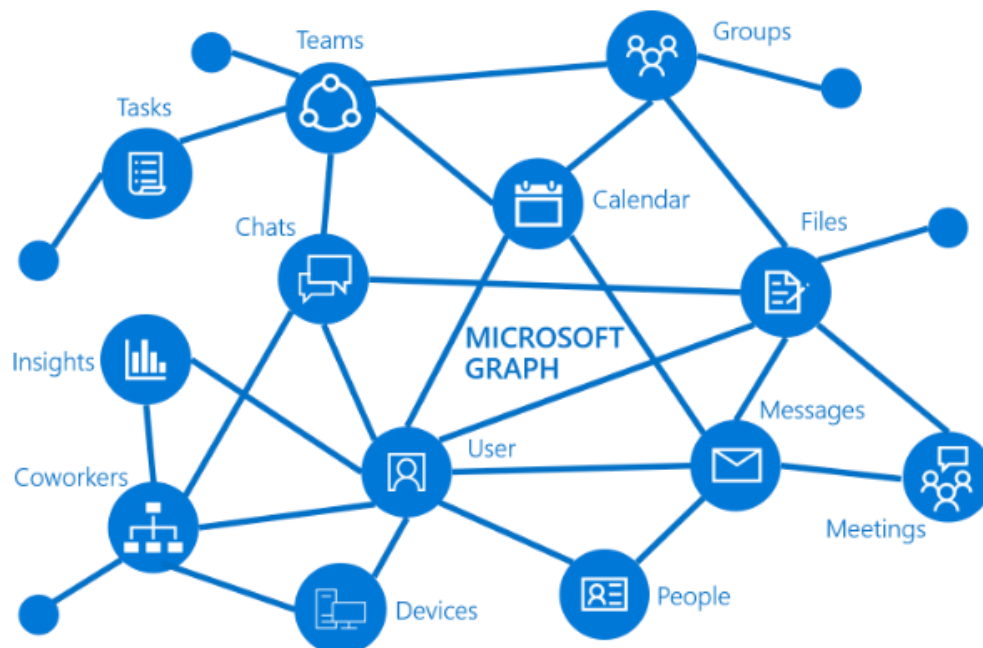 Teams
Groups
Tasks
Calendar
Chats
Files
MICROSOFT
GRAPH
Insights
Messages
User
Coworkers
Meetings
People
Devices